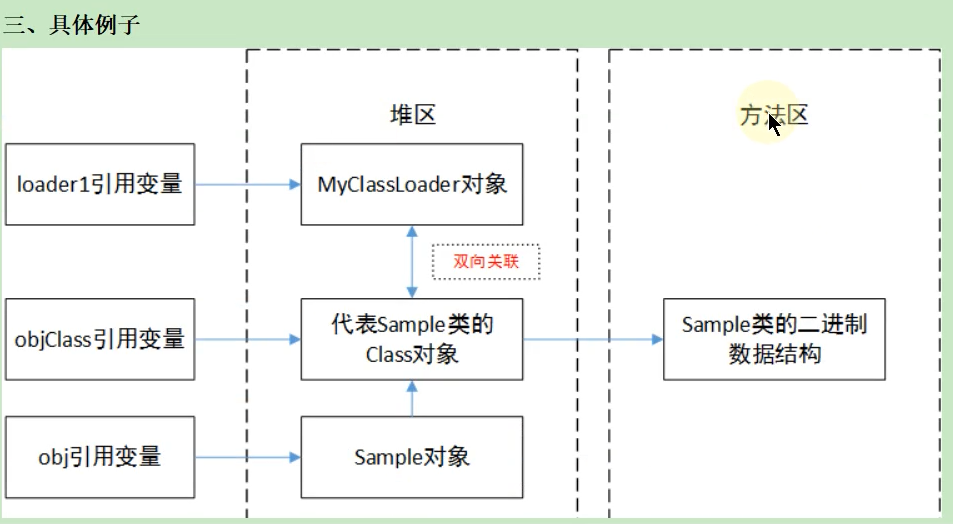 三、具体例子
堆区
方法区
loader1引用变量
MyClassLoader对象
双向关联
objClass引用变量
代表Sample类的
Class对象
Sample类的二进制
数据结构
obj引用变量
Sample对象